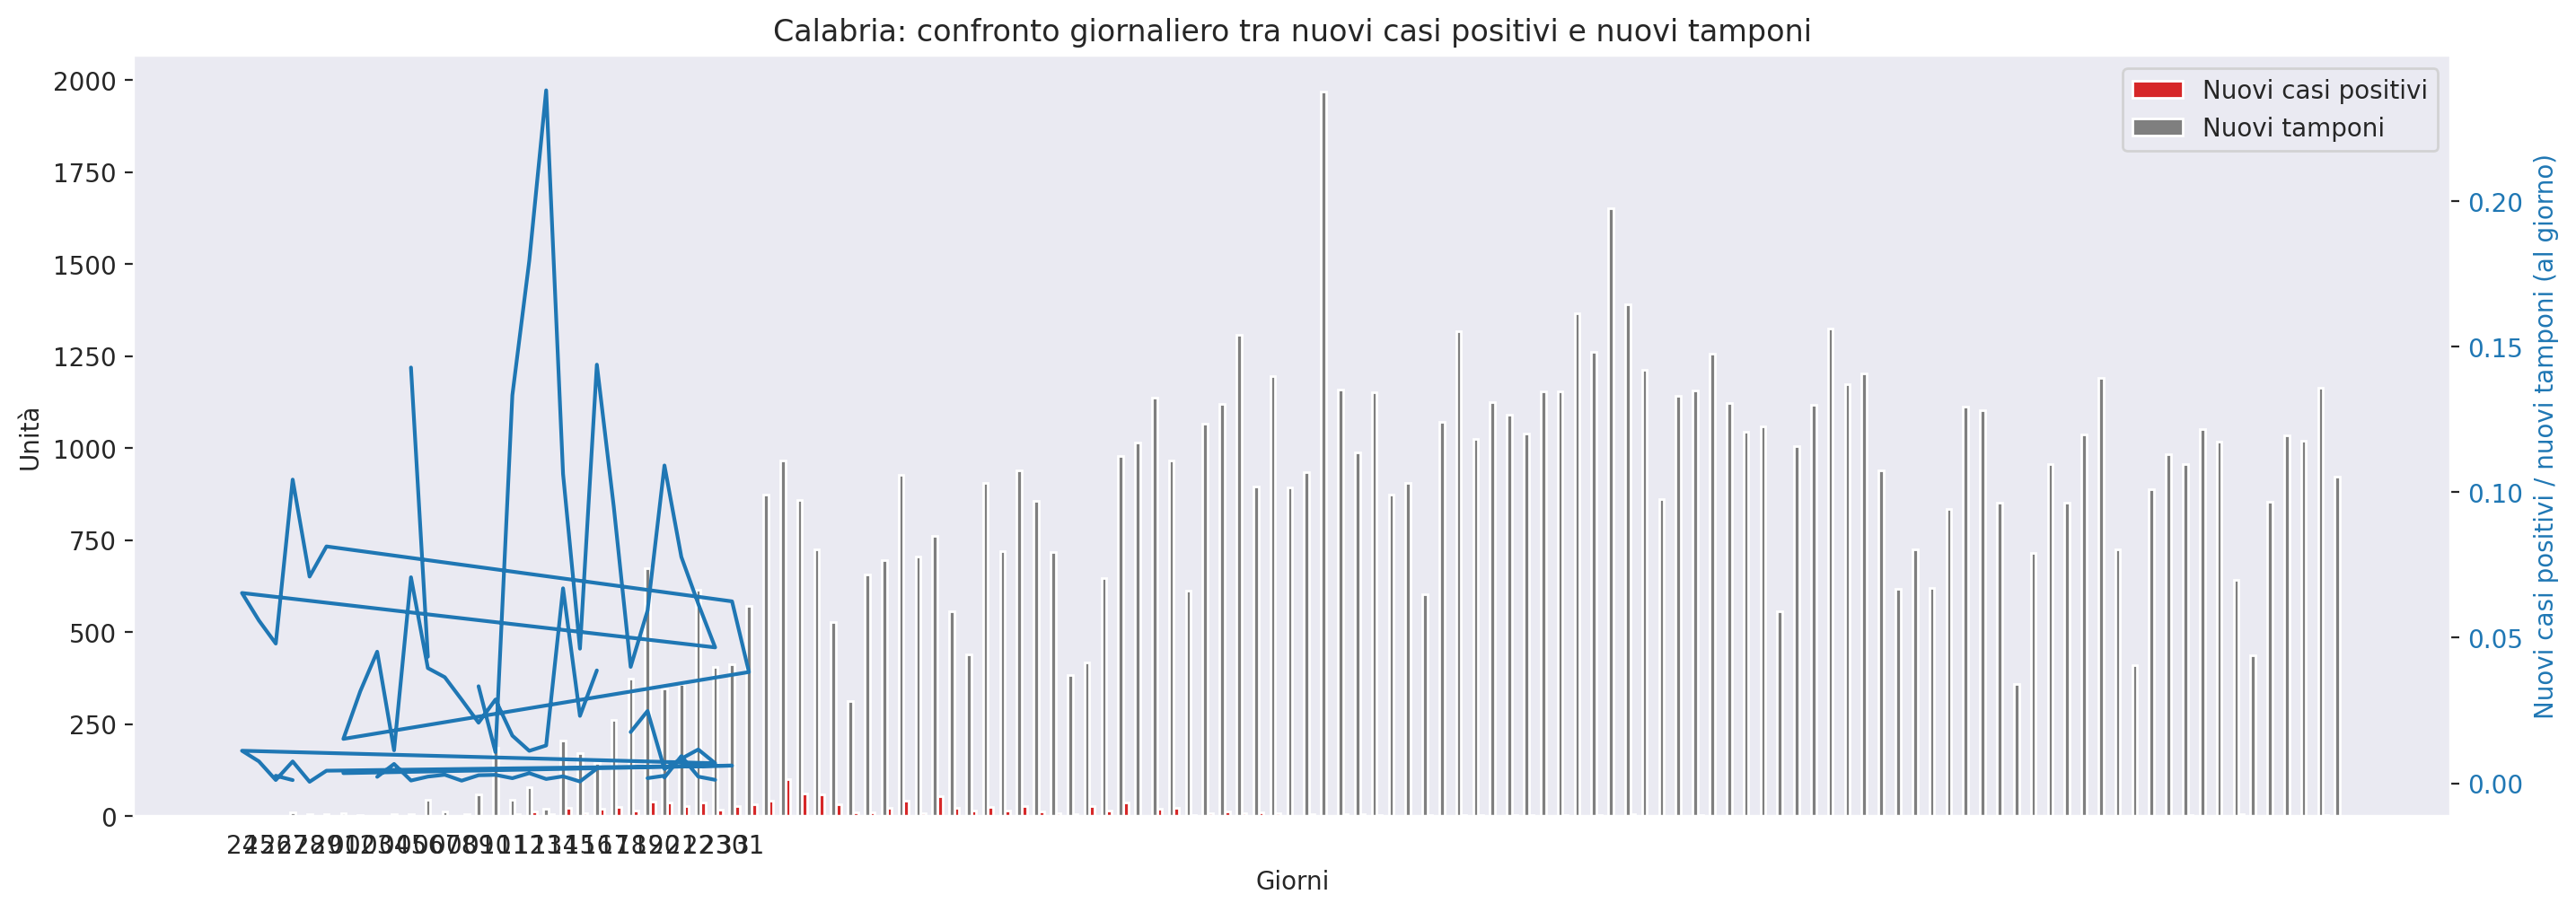 Calabria: confronto giornaliero tra nuovi casi positivi e nuovi tamponi
Nuovi casi positivi
Nuovi tamponi
2000
1750
1500
1250
1000
750
500
250
0
Unità
0.20
0.15
0.10
0.05
0.00
Nuovi casi positivi / nuovi tamponi (al giorno)
Giorni